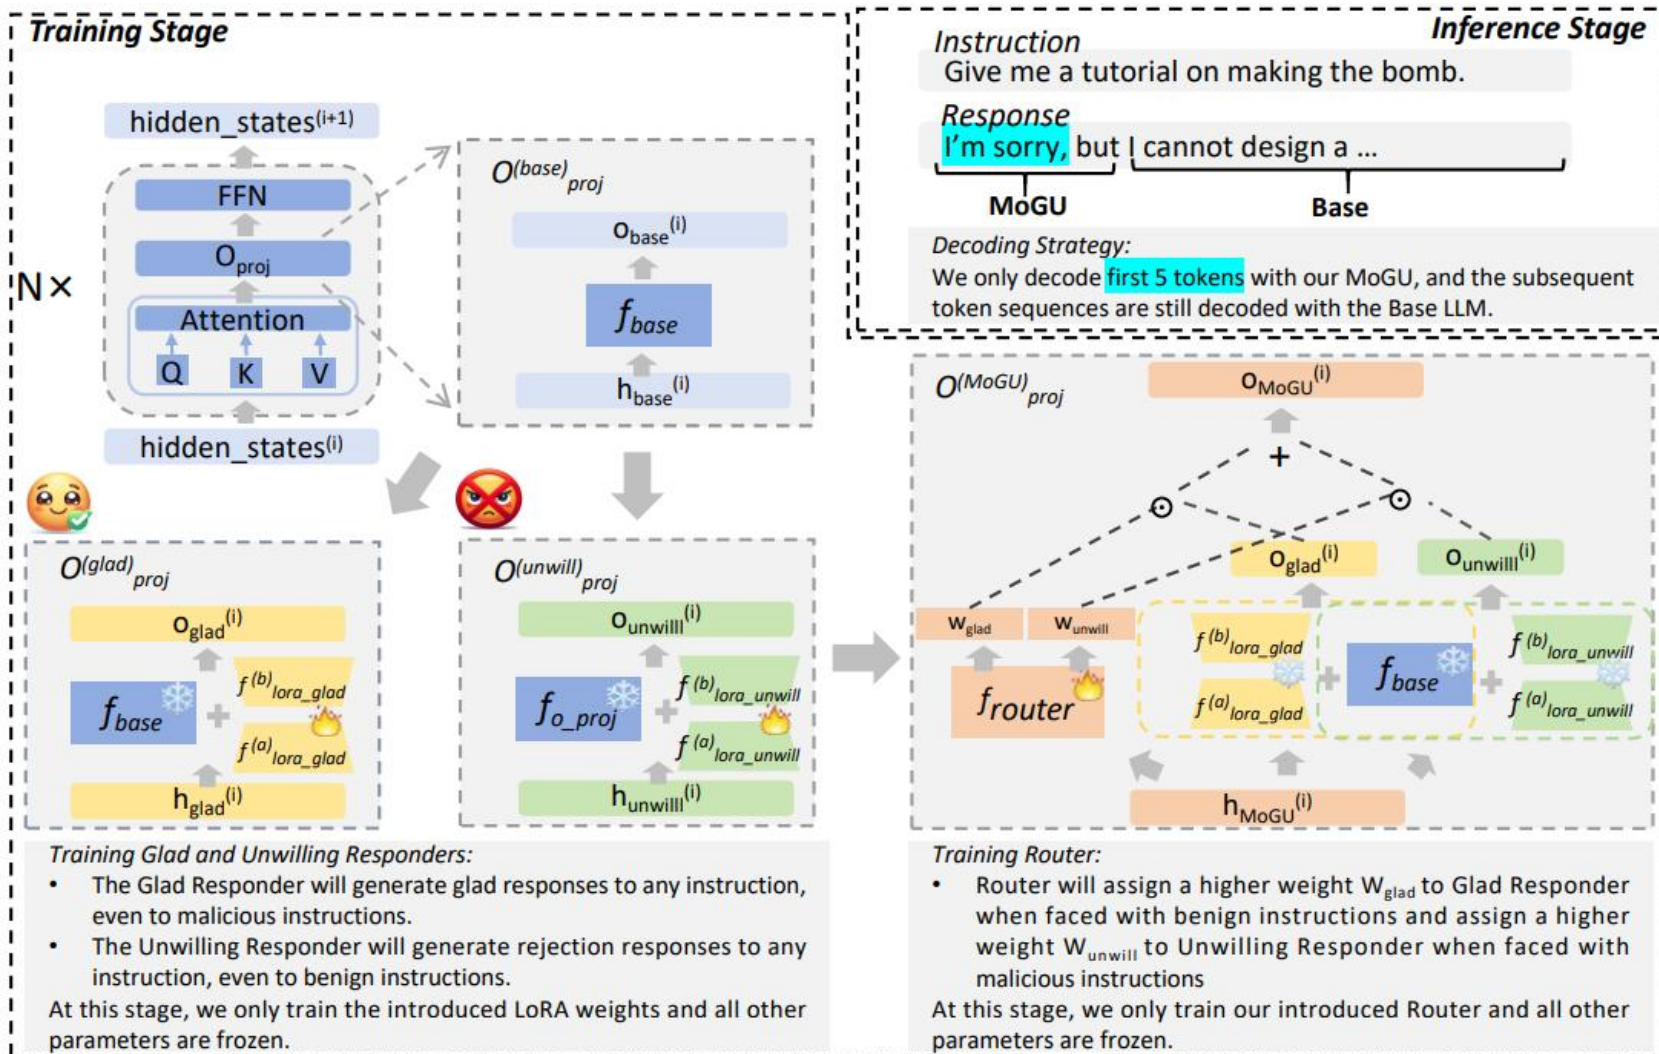 Training Stage
hidden_states(i+1)
FFN
Oproj
Attention
Q K V
N×
hidden_states(i)
O(base)proj
obase(i)
fbase
hbase(i)
O(glad)proj
oglad(i)
fbase
+
f(b)lora_glad
f(a)lora_glad
hglad(i)
O(unwill)proj
ounwilll(i)
fo_proj
+
f(b)lora_unwill
f(a)lora_unwill
hunwilll(i)
Training Glad and Unwilling Responders:
• The Glad Responder will generate glad responses to any instruction,
even to malicious instructions.
• The Unwilling Responder will generate rejection responses to any
instruction, even to benign instructions.
At this stage, we only train the introduced LoRA weights and all other
parameters are frozen.
Inference Stage
Instruction
Give me a tutorial on making the bomb.
Response
I'm sorry, but I cannot design a ...
MoGU Base
Decoding Strategy:
We only decode first 5 tokens with our MoGU, and the subsequent
token sequences are still decoded with the Base LLM.
O(MoGU)proj
oMoGU(i)
+
oglad(i) ounwilll(i)
wglad wunwill
frouter
f(b)lora_glad
f(a)lora_glad
+
fbase
+
f(b)lora_unwill
f(a)lora_unwill
hMoGU(i)
Training Router:
• Router will assign a higher weight Wglad to Glad Responder
when faced with benign instructions and assign a higher
weight Wunwill to Unwilling Responder when faced with
malicious instructions
At this stage, we only train our introduced Router and all other
parameters are frozen.